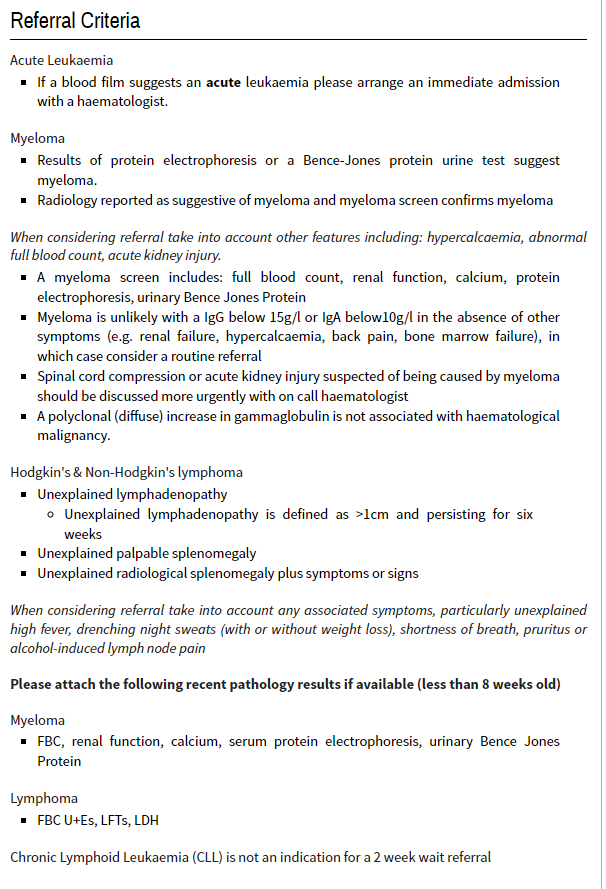 Referral Criteria
Acute Leukaemia
▪ If a blood film suggests an acute leukaemia please arrange an immediate admission
with a haematologist.
Myeloma
▪ Results of protein electrophoresis or a Bence-Jones protein urine test suggest
myeloma.
▪ Radiology reported as suggestive of myeloma and myeloma screen confirms myeloma
When considering referral take into account other features including: hypercalcaemia, abnormal
full blood count, acute kidney injury.
▪ A myeloma screen includes: full blood count, renal function, calcium, protein
electrophoresis, urinary Bence Jones Protein
▪ Myeloma is unlikely with a IgG below 15g/l or IgA below10g/l in the absence of other
symptoms (e.g. renal failure, hypercalcaemia, back pain, bone marrow failure), in
which case consider a routine referral
▪ Spinal cord compression or acute kidney injury suspected of being caused by myeloma
should be discussed more urgently with on call haematologist
▪ A polyclonal (diffuse) increase in gammaglobulin is not associated with haematological
malignancy.
Hodgkin's & Non-Hodgkin's lymphoma
▪ Unexplained lymphadenopathy
○ Unexplained lymphadenopathy is defined as >1cm and persisting for six
weeks
▪ Unexplained palpable splenomegaly
▪ Unexplained radiological splenomegaly plus symptoms or signs
When considering referral take into account any associated symptoms, particularly unexplained
high fever, drenching night sweats (with or without weight loss), shortness of breath, pruritus or
alcohol-induced lymph node pain
Please attach the following recent pathology results if available (less than 8 weeks old)
Myeloma
▪ FBC, renal function, calcium, serum protein electrophoresis, urinary Bence Jones
Protein
Lymphoma
▪ FBC U+Es, LFTs, LDH
Chronic Lymphoid Leukaemia (CLL) is not an indication for a 2 week wait referral